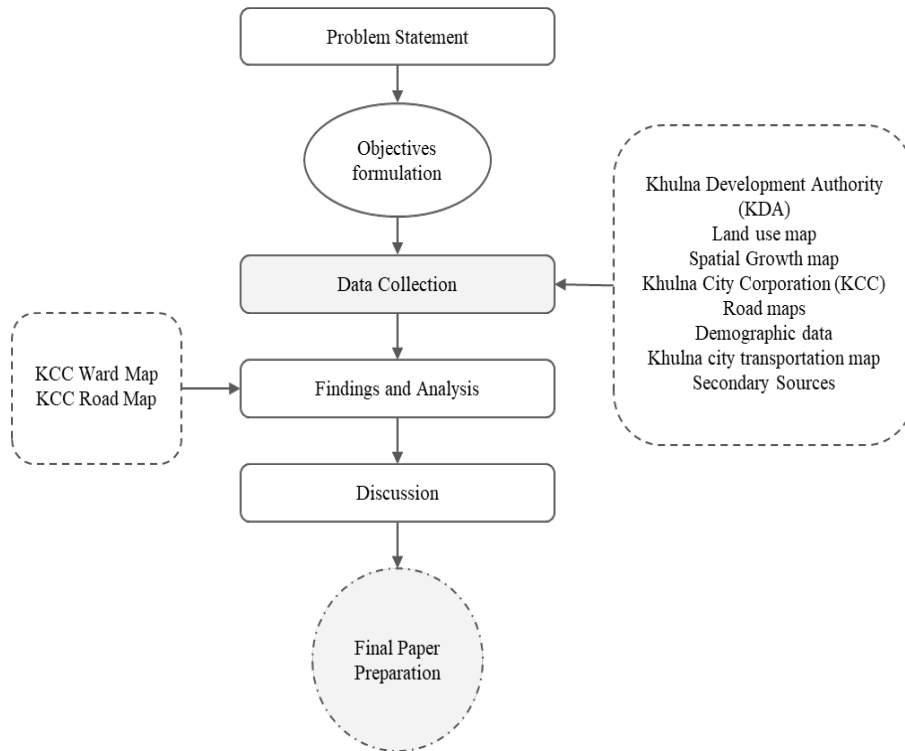 Problem Statement
Objectives
formulation
Khulna Development Authority
(KDA)
Land use map
Spatial Growth map
Khulna City Corporation (KCC)
Road maps
Demographic data
Khulna city transportation map
Secondary Sources
Data Collection
KCC Ward Map
KCC Road Map
Findings and Analysis
Discussion
Final Paper
Preparation